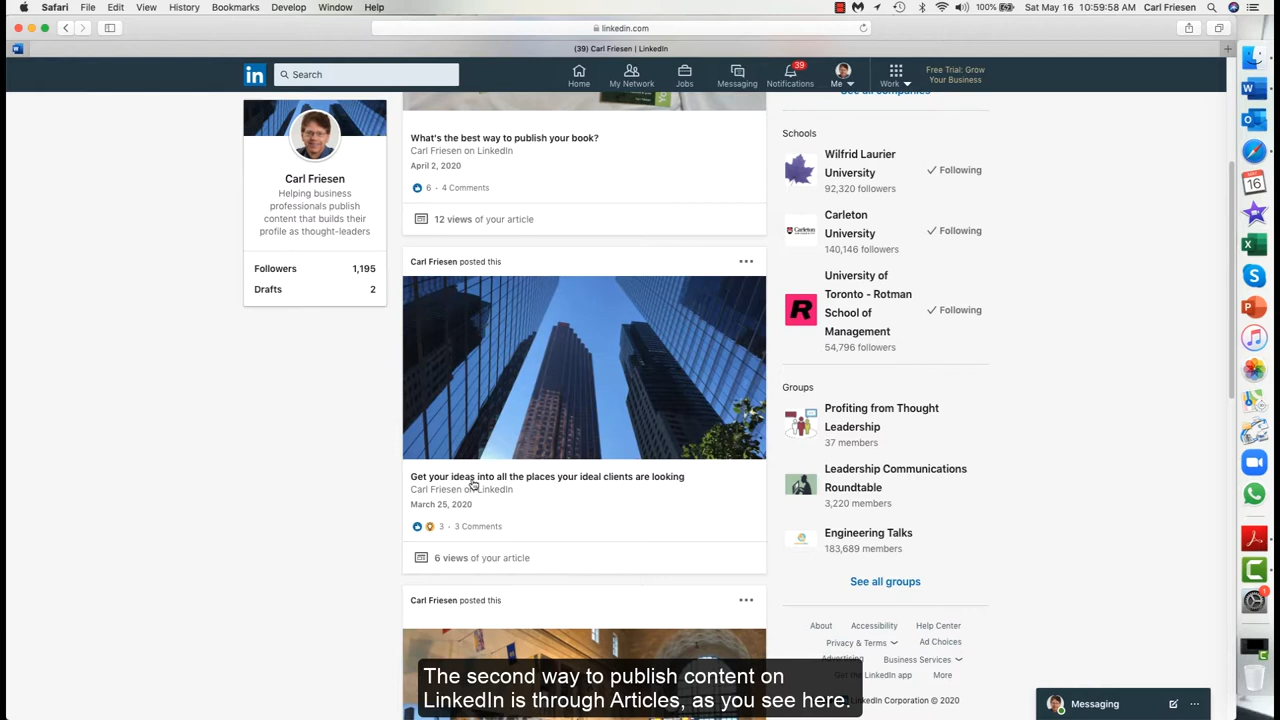 Safari File Edit View History Bookmarks Develop Window Help
100% Sat May 16 10:59:58 AM Carl Friesen
linkedin.com
(39) Carl Friesen | LinkedIn
in Search
Home My Network Jobs Messaging 39 Notifications Me Work Free Trial: Grow
Your Business
What's the best way to publish your book?
Carl Friesen on LinkedIn
April 2, 2020
6 · 4 Comments
12 views of your article
Carl Friesen
Helping business
professionals publish
content that builds their
profile as thought-leaders
Followers 1,195
Drafts 2
Carl Friesen posted this
Get your ideas into all the places your ideal clients are looking
Carl Friesen on LinkedIn
March 25, 2020
3 · 3 Comments
6 views of your article
Carl Friesen posted this
See all companies
Schools
Wilfrid Laurier
University
92,320 followers
Following
Carleton
University
140,146 followers
Following
University of
Toronto - Rotman
School of
Management
54,796 followers
Following
Groups
Profiting from Thought
Leadership
37 members
Leadership Communications
Roundtable
3,220 members
Engineering Talks
183,689 members
See all groups
About Accessibility Help Center
Privacy & Terms Ad Choices
Advertising Business Services
Get the LinkedIn app More
LinkedIn Corporation © 2020
Messaging
The second way to publish content on
LinkedIn is through Articles, as you see here.